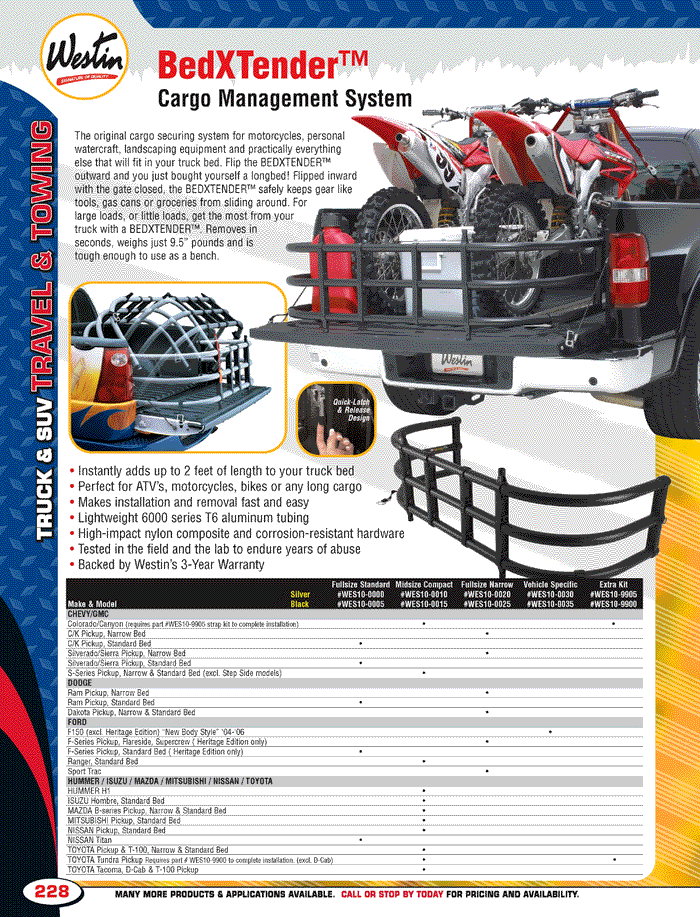 Westin
SIGNATURE OF QUALITY
BedXTender™
Cargo Management System
The original cargo securing system for motorcycles, personal
watercraft, landscaping equipment and practically everything
else that will fit in your truck bed. Flip the BEDXTENDER™
outward and you just bought yourself a longbed! Flipped inward
with the gate closed, the BEDXTENDER™ safely keeps gear like
tools, gas cans or groceries from sliding around. For
large loads, or little loads, get the most from your
truck with a BEDXTENDER™. Removes in
seconds, weighs just 9.5" pounds and is
tough enough to use as a bench.
TRUCK & SUV TRAVEL & TOWING
Westin
Quick-Latch
& Release
Design
• Instantly adds up to 2 feet of length to your truck bed
• Perfect for ATV's, motorcycles, bikes or any long cargo
• Makes installation and removal fast and easy
• Lightweight 6000 series T6 aluminum tubing
• High-impact nylon composite and corrosion-resistant hardware
• Tested in the field and the lab to endure years of abuse
• Backed by Westin's 3-Year Warranty
Fullsize Standard Midsize Compact Fullsize Narrow Vehicle Specific Extra Kit
Silver #WES10-0000 #WES10-0010 #WES10-0020 #WES10-0030 #WES10-9905
Make & Model Black #WES10-0005 #WES10-0015 #WES10-0025 #WES10-0035 #WES10-9900
CHEVY/GMC
Colorado/Canyon (requires part #WES10-9905 strap kit to complete installation) • •
C/K Pickup, Narrow Bed •
C/K Pickup, Standard Bed •
Silverado/Sierra Pickup, Narrow Bed •
Silverado/Sierra Pickup, Standard Bed •
S-Series Pickup, Narrow & Standard Bed (excl. Step Side models) •
DODGE
Ram Pickup, Narrow Bed •
Ram Pickup, Standard Bed •
Dakota Pickup, Narrow & Standard Bed •
FORD
F150 (excl. Heritage Edition) "New Body Style" '04-'06 •
F-Series Pickup, Flareside, Supercrew ( Heritage Edition only) •
F-Series Pickup, Standard Bed ( Heritage Edition only) •
Ranger, Standard Bed •
Sport Trac •
HUMMER / ISUZU / MAZDA / MITSUBISHI / NISSAN / TOYOTA
HUMMER H1 •
ISUZU Hombre, Standard Bed •
MAZDA B-series Pickup, Narrow & Standard Bed •
MITSUBISHI Pickup, Standard Bed •
NISSAN Pickup, Standard Bed •
NISSAN Titan •
TOYOTA Pickup & T-100, Narrow & Standard Bed •
TOYOTA Tundra Pickup Requires part # WES10-9900 to complete installation. (excl. D-Cab) • •
TOYOTA Tacoma, D-Cab & T-100 Pickup •
228
MANY MORE PRODUCTS & APPLICATIONS AVAILABLE. CALL OR STOP BY TODAY FOR PRICING AND AVAILABILITY.